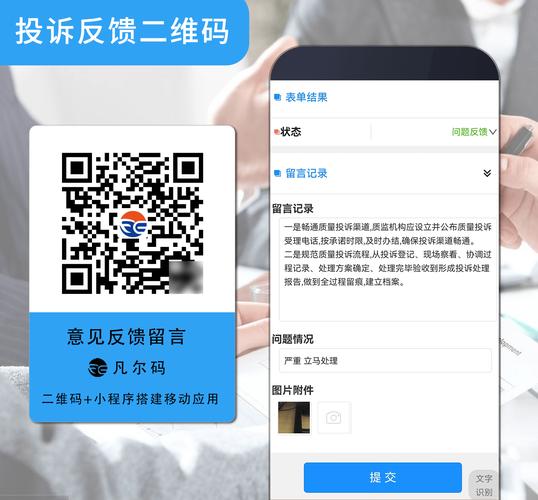 投诉反馈二维码
意见反馈留言
凡尔码
二维码+小程序搭建移动应用
表单结果
状态
问题反馈
留言记录
留言记录
一是畅通质量投诉渠道,质监机构应设立并公布质量投诉
受理电话,按承诺时限,及时办结,确保投诉渠道畅通。
二是规范质量投诉流程,从投诉登记、现场察看、协调过
程记录、处理方案确定、处理完毕验收到形成投诉处理
报告,做到全过程留痕,建立档案。
问题情况
严重 立马处理
图片附件
提 交
文字
识别